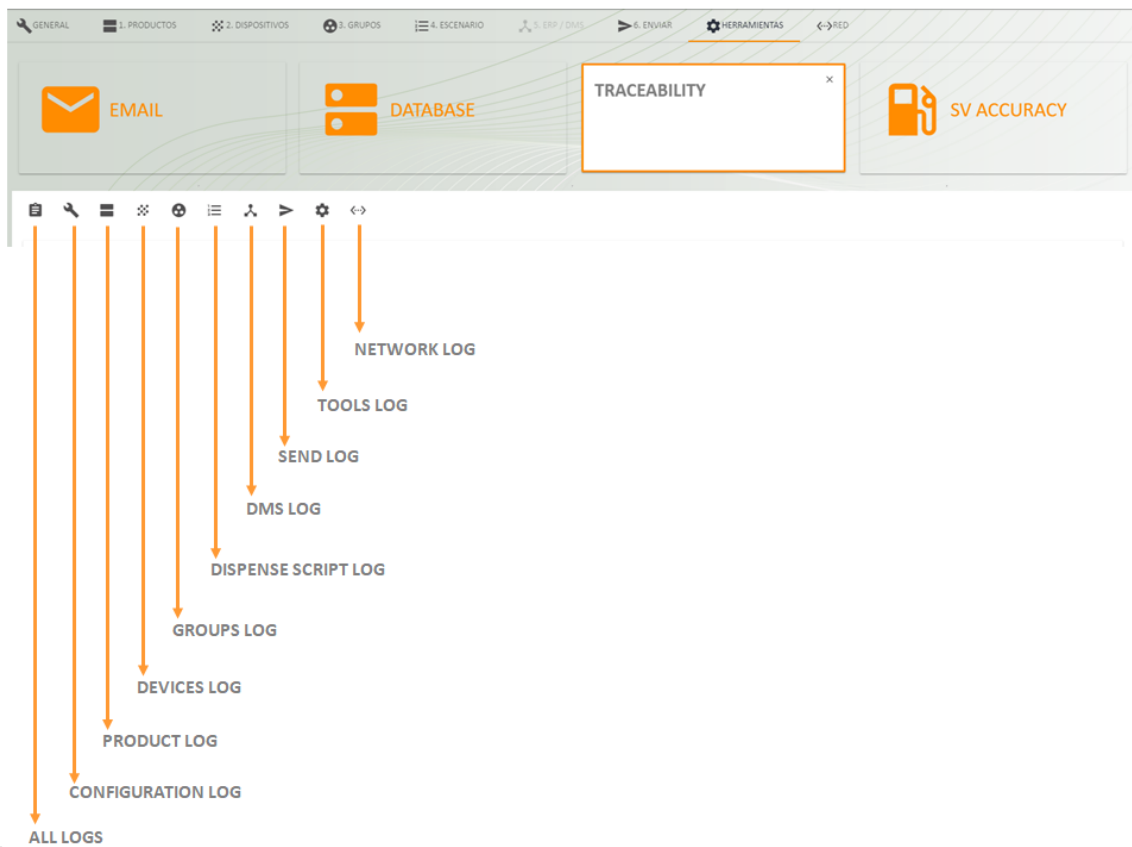 GENERAL
1. PRODUCTOS
2. DISPOSITIVOS
3. GRUPOS
4. ESCENARIO
5. ERP / DMS
6. ENVIAR
HERRAMIENTAS
RED
EMAIL
DATABASE
TRACEABILITY
×
SV ACCURACY
NETWORK LOG
TOOLS LOG
SEND LOG
DMS LOG
DISPENSE SCRIPT LOG
GROUPS LOG
DEVICES LOG
PRODUCT LOG
CONFIGURATION LOG
ALL LOGS